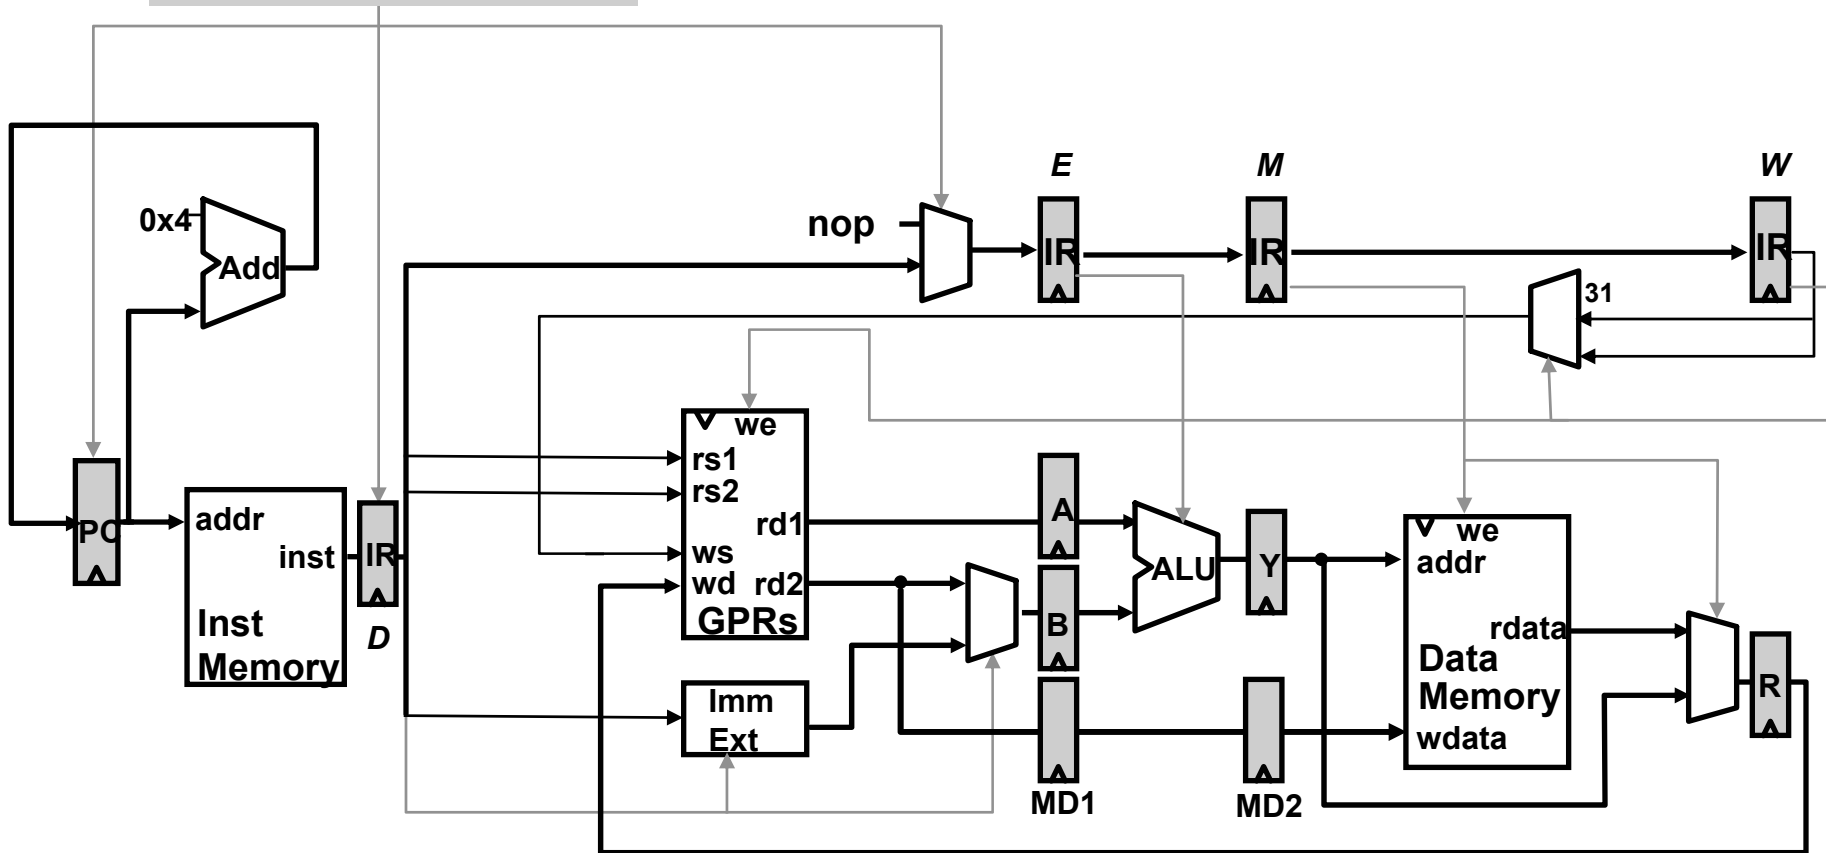 E
M
W
0x4
Add
nop
IR
IR
IR
31
we
rs1
rs2
rd1
ws
wd
rd2
GPRs
PC
addr
inst
Inst
Memory
IR
D
A
B
ALU
Y
we
addr
rdata
Data
Memory
wdata
R
Imm
Ext
MD1
MD2